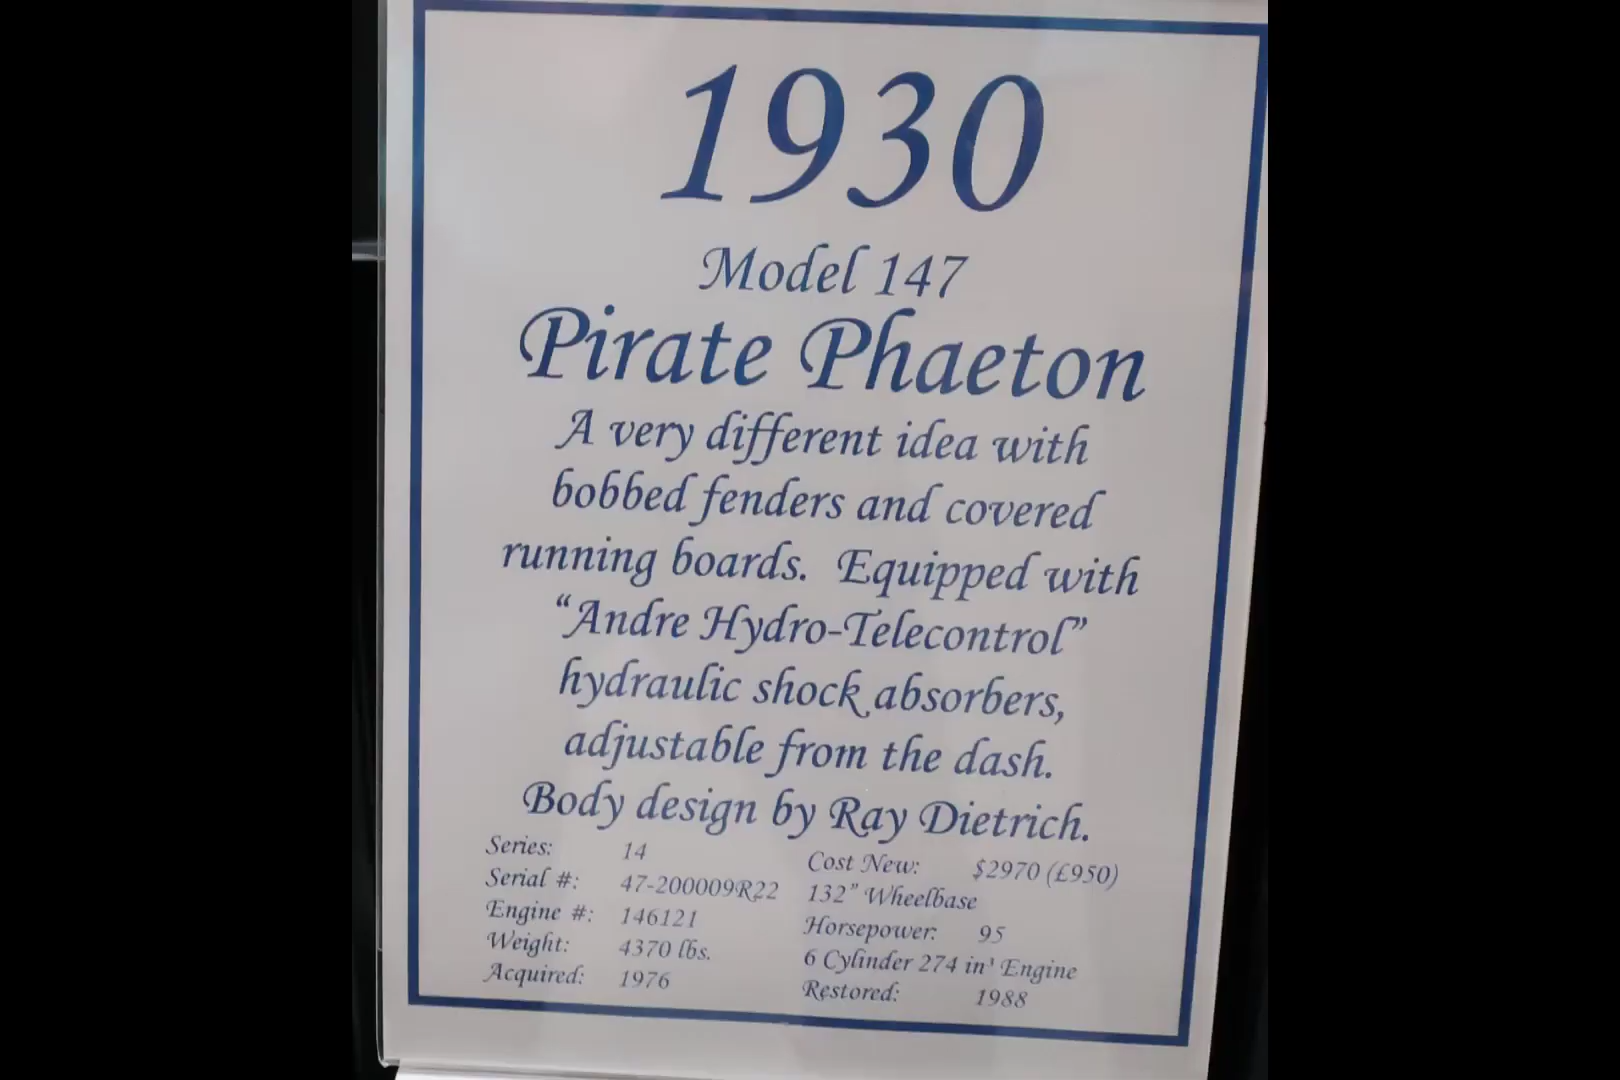 1930
Model 147
Pirate Phaeton
A very different idea with
bobbed fenders and covered
running boards. Equipped with
“Andre Hydro-Telecontrol”
hydraulic shock absorbers,
adjustable from the dash.
Body design by Ray Dietrich.
Series: 14
Serial #: 47-200009R22
Engine #: 146121
Weight: 4370 lbs.
Acquired: 1976
Cost New: $2970 (£950)
132” Wheelbase
Horsepower: 95
6 Cylinder 274 in³ Engine
Restored: 1988